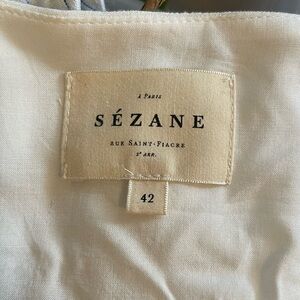 À PARIS
SÉZANE
RUE SAINT-FIACRE
2ᵉ ARR.
42